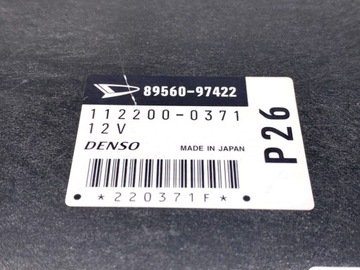 89560-97422
112200-0371
12V
DENSO MADE IN JAPAN
P26
*220371F*